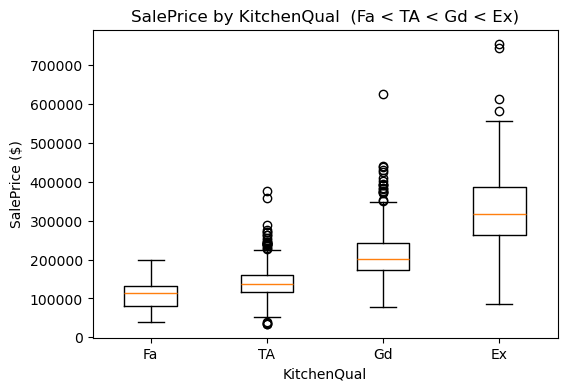 SalePrice by KitchenQual  (Fa < TA < Gd < Ex)
SalePrice ($)
700000
600000
500000
400000
300000
200000
100000
0
Fa TA Gd Ex
KitchenQual